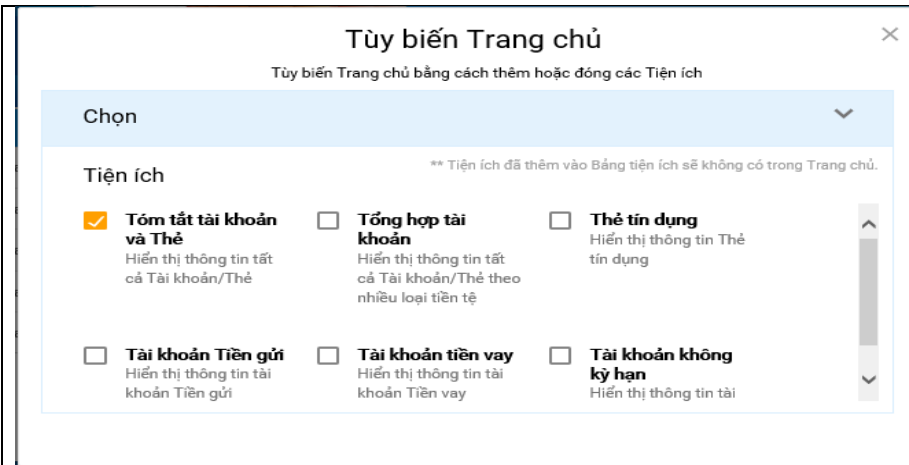 Tùy biến Trang chủ
Tùy biến Trang chủ bằng cách thêm hoặc đóng các Tiện ích
Chọn
Tiện ích
** Tiện ích đã thêm vào Bảng tiện ích sẽ không có trong Trang chủ.
Tóm tắt tài khoản
và Thẻ
Hiển thị thông tin tất
cả Tài khoản/Thẻ
Tổng hợp tài
khoản
Hiển thị thông tin tất
cả Tài khoản/Thẻ theo
nhiều loại tiền tệ
Thẻ tín dụng
Hiển thị thông tin Thẻ
tín dụng
Tài khoản Tiền gửi
Hiển thị thông tin tài
khoản Tiền gửi
Tài khoản tiền vay
Hiển thị thông tin tài
khoản Tiền vay
Tài khoản không
kỳ hạn
Hiển thị thông tin tài